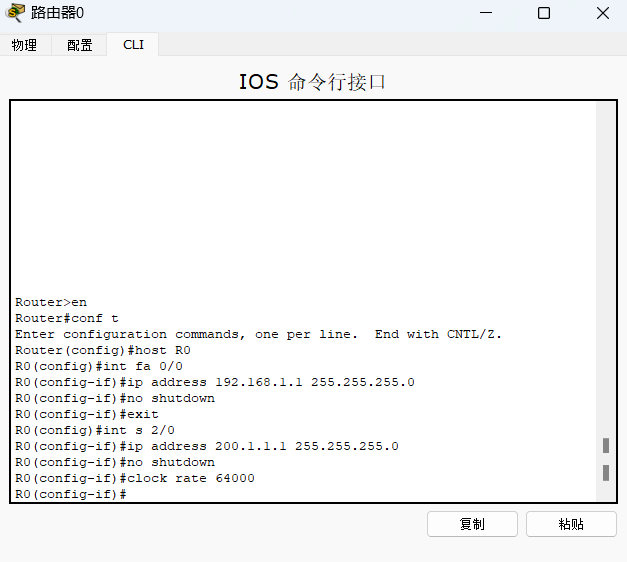 路由器0
物理 配置 CLI
IOS 命令行接口
Router>en
Router#conf t
Enter configuration commands, one per line.  End with CNTL/Z.
Router(config)#host R0
R0(config)#int fa 0/0
R0(config-if)#ip address 192.168.1.1 255.255.255.0
R0(config-if)#no shutdown
R0(config-if)#exit
R0(config)#int s 2/0
R0(config-if)#ip address 200.1.1.1 255.255.255.0
R0(config-if)#no shutdown
R0(config-if)#clock rate 64000
R0(config-if)#
复制 粘贴